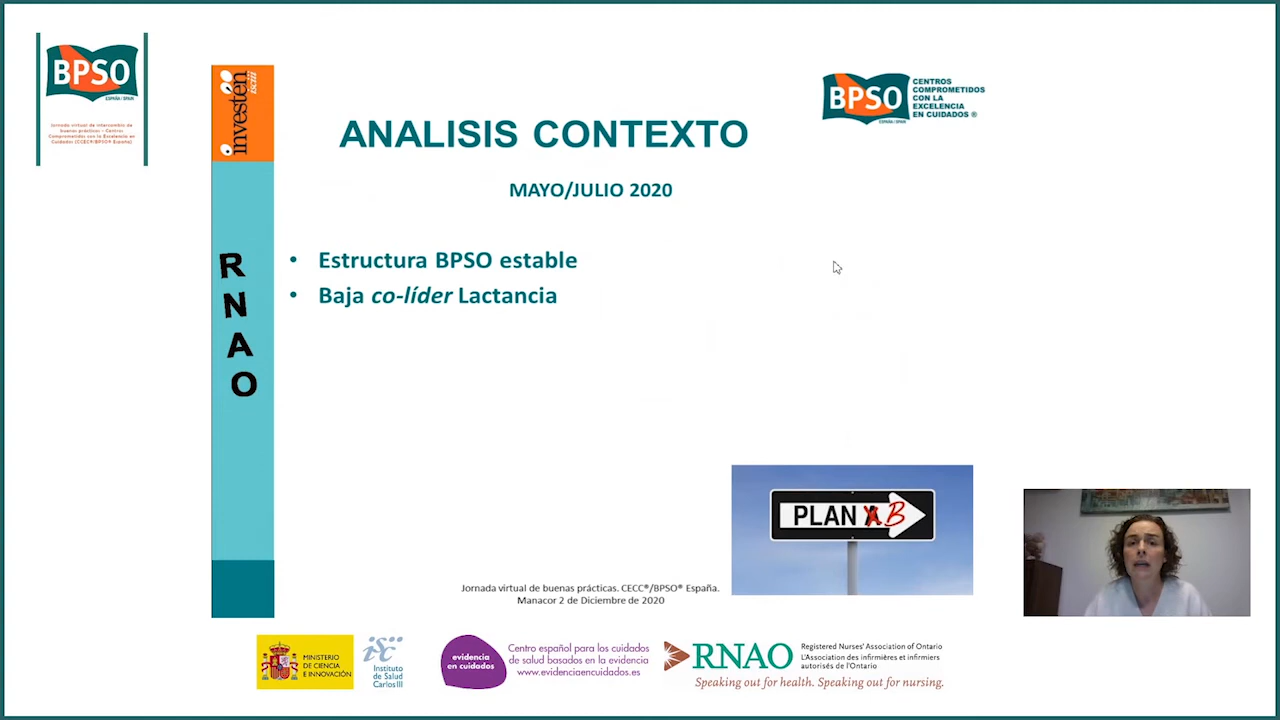 BPSO
ESPAÑA / SPAIN
Jornada virtual de intercambio de
buenas prácticas - Centros
Comprometidos con la Excelencia en
Cuidados (CCEC®/BPSO® España)
investén
isciii
RNAO
ANALISIS CONTEXTO
MAYO/JULIO 2020
BPSO
ESPAÑA / SPAIN
CENTROS
COMPROMETIDOS
CON LA
EXCELENCIA
EN CUIDADOS ®
• Estructura BPSO estable
• Baja co-líder Lactancia
PLAN A B
Jornada virtual de buenas prácticas. CECC®/BPSO® España.
Manacor 2 de Diciembre de 2020
MINISTERIO
DE CIENCIA
E INNOVACIÓN
isc
Instituto
de Salud
Carlos III
evidencia
en cuidados
Centro español para los cuidados
de salud basados en la evidencia
www.evidenciaencuidados.es
RNAO
Registered Nurses' Association of Ontario
L'Association des infirmières et infirmiers
autorisés de l'Ontario
Speaking out for health. Speaking out for nursing.